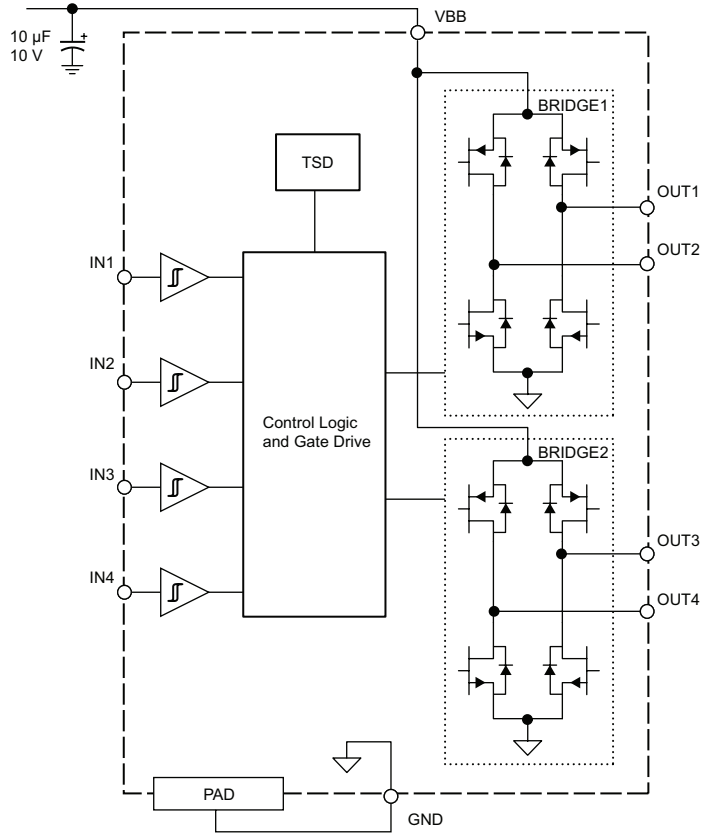 VBB
10 µF
+
10 V
BRIDGE1
TSD
OUT1
OUT2
IN1
IN2
Control Logic
and Gate Drive
BRIDGE2
IN3
OUT3
IN4
OUT4
PAD
GND